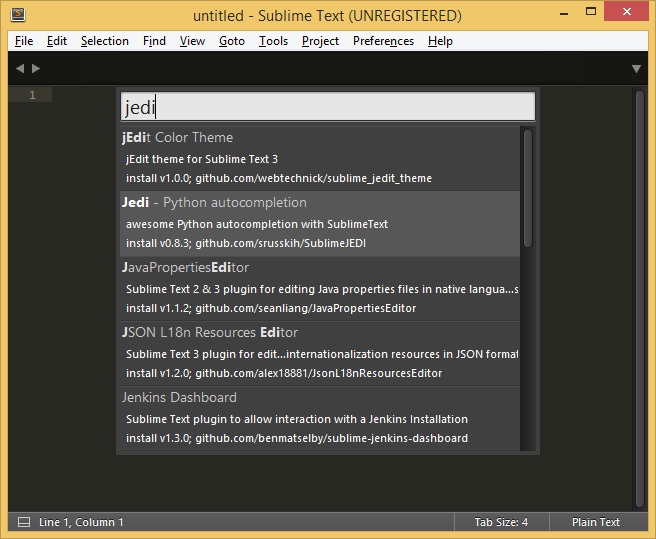 untitled - Sublime Text (UNREGISTERED)
File Edit Selection Find View Goto Tools Project Preferences Help
1
jedi
jEdit Color Theme
jEdit theme for Sublime Text 3
install v1.0.0; github.com/webtechnick/sublime_jedit_theme
Jedi - Python autocompletion
awesome Python autocompletion with SublimeText
install v0.8.3; github.com/srusskih/SublimeJEDI
JavaPropertiesEditor
Sublime Text 2 & 3 plugin for editing Java properties files in native langua...s
install v1.1.2; github.com/seanliang/JavaPropertiesEditor
JSON L18n Resources Editor
Sublime Text 3 plugin for edit...internationalization resources in JSON format
install v1.2.0; github.com/alex18881/JsonL18nResourcesEditor
Jenkins Dashboard
Sublime Text plugin to allow interaction with a Jenkins Installation
install v1.3.0; github.com/benmatselby/sublime-jenkins-dashboard
Line 1, Column 1 Tab Size: 4 Plain Text